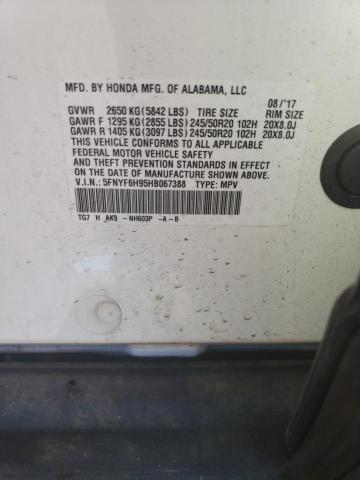 MFD. BY HONDA MFG. OF ALABAMA, LLC 08/'17
GVWR 2650 KG (5842 LBS) TIRE SIZE RIM SIZE
GAWR F 1295 KG (2855 LBS) 245/50R20 102H 20X8.0J
GAWR R 1405 KG (3097 LBS) 245/50R20 102H 20X8.0J
THIS VEHICLE CONFORMS TO ALL APPLICABLE
FEDERAL MOTOR VEHICLE SAFETY
AND THEFT PREVENTION STANDARDS IN EFFECT
ON THE DATE OF MANUFACTURE SHOWN ABOVE.
V.I.N.: 5FNYF6H95HB067388 TYPE: MPV
TG7 H AK9 - NH603P -A - B